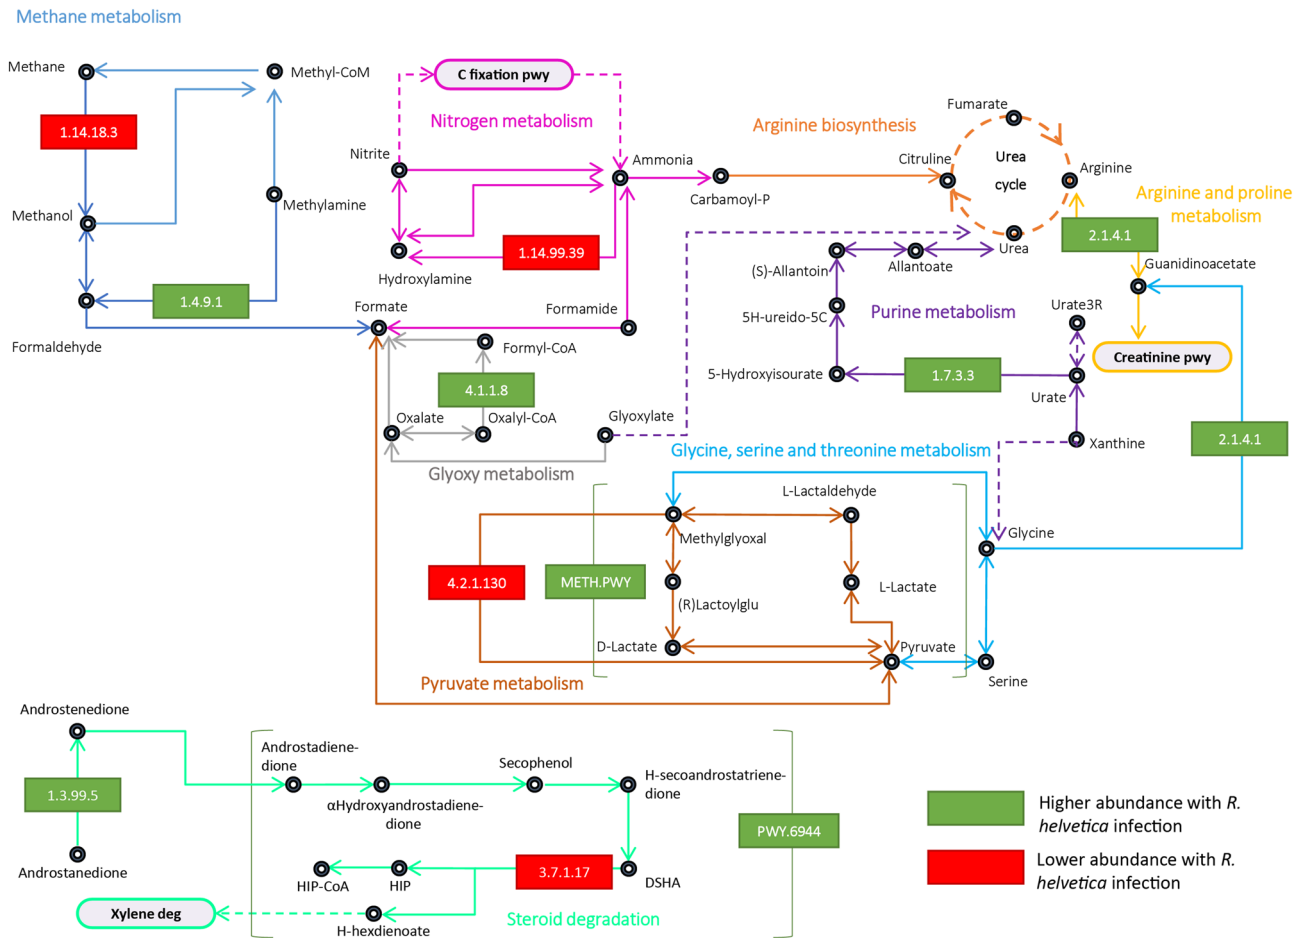 Methane metabolism
Methane
Methyl-CoM
C fixation pwy
1.14.18.3
Nitrogen metabolism
Arginine biosynthesis
Fumarate
Nitrite
Ammonia
Citruline
Urea
cycle
Arginine
Methylamine
Methanol
Carbamoyl-P
Arginine and proline
metabolism
2.1.4.1
1.14.99.39
Hydroxylamine
Urea
(S)-Allantoin
Allantoate
Guanidinoacetate
1.4.9.1
Formate
Formamide
5H-ureido-5C
Purine metabolism
Urate3R
Formaldehyde
Formyl-CoA
Creatinine pwy
5-Hydroxyisourate
1.7.3.3
Urate
4.1.1.8
Oxalate
Oxalyl-CoA
Glyoxylate
Xanthine
2.1.4.1
Glyoxy metabolism
Glycine, serine and threonine metabolism
L-Lactaldehyde
Methylglyoxal
Glycine
4.2.1.130
METH.PWY
L-Lactate
(R)Lactoylglu
D-Lactate
Pyruvate
Pyruvate metabolism
Serine
Androstenedione
Androstadiene-
dione
Secophenol
H-secoandrostatriene-
dione
1.3.99.5
αHydroxyandrostadiene-
dione
PWY.6944
Androstanedione
HIP-CoA
HIP
3.7.1.17
DSHA
Xylene deg
H-hexdienoate
Steroid degradation
Higher abundance with R.
helvetica infection
Lower abundance with R.
helvetica infection